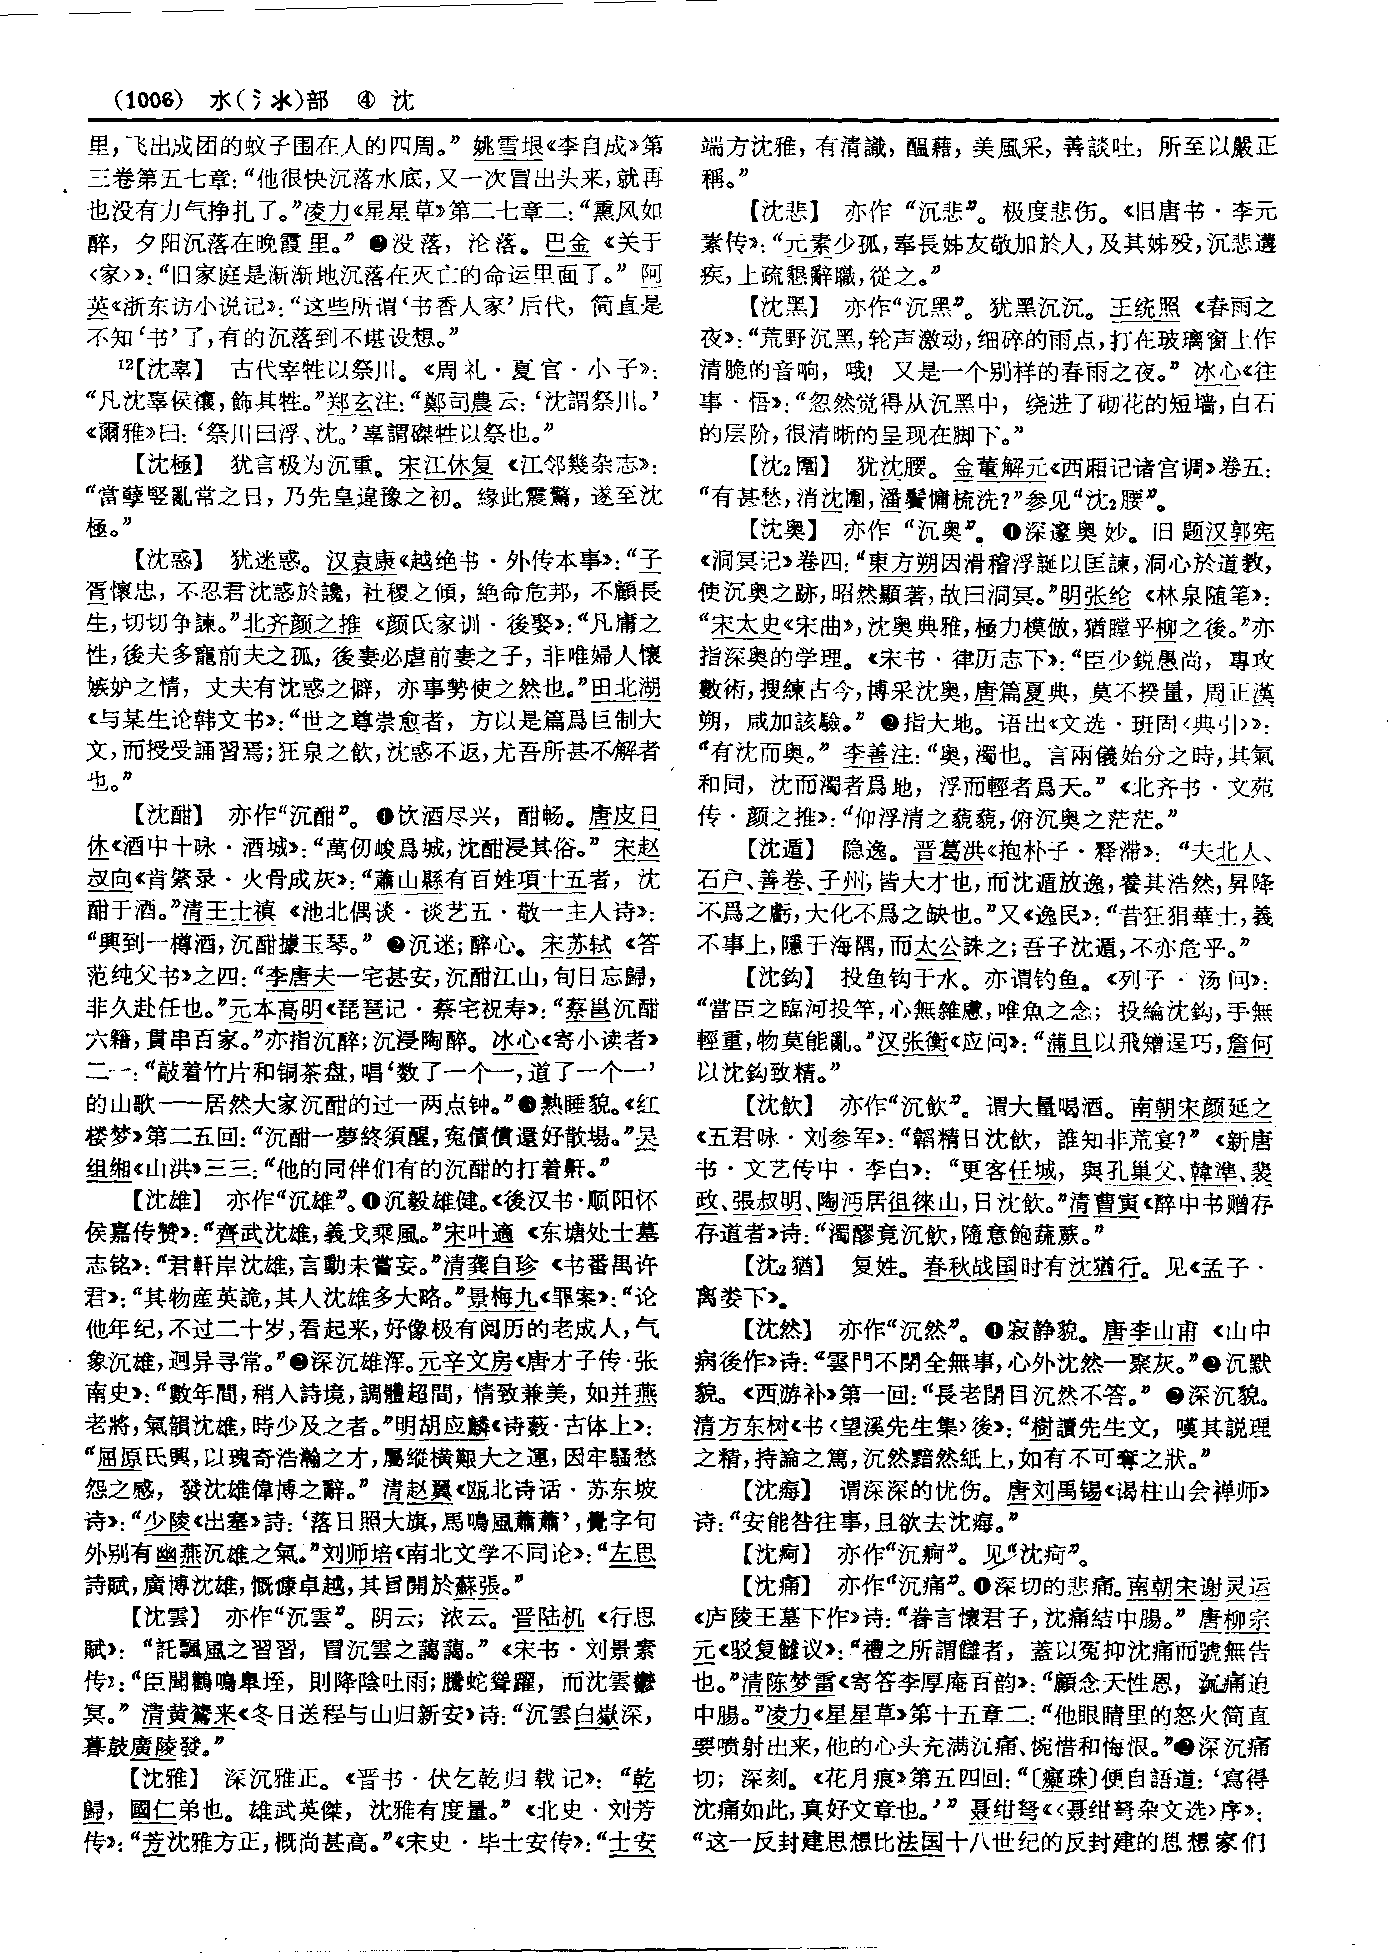 (1006) 水(氵氺)部 ④ 沈
里，飞出成团的蚊子围在人的四周。” 姚雪垠《李自成》第
三卷第五七章：“他很快沉落水底，又一次冒出头来，就再
也没有力气挣扎了。”凌力《星星草》第二七章二：“熏风如
醉，夕阳沉落在晚霞里。” ❷没落，沦落。巴金《关于
〈家〉》：“旧家庭是渐渐地沉落在灭亡的命运里面了。” 阿
英《浙东访小说记》：“这些所谓‘书香人家’后代，简直是
不知‘书’了，有的沉落到不堪设想。”
¹²【沈辜】 古代宰牲以祭川。《周礼·夏官·小子》：
“凡沈辜侯禳，飾其牲。”郑玄注：“鄭司農云：‘沈謂祭川。’
《爾雅》曰：‘祭川曰浮、沈。’辜謂磔牲以祭也。”
【沈極】 犹言极为沉重。宋江休复《江邻幾杂志》：
“當孽竪亂常之日，乃先皇違豫之初。緣此震驚，遂至沈
極。”
【沈惑】 犹迷惑。汉袁康《越绝书·外传本事》：“子
胥懷忠，不忍君沈惑於讒，社稷之傾，絶命危邦，不顧長
生，切切争諫。”北齐颜之推《颜氏家训·後娶》：“凡庸之
性，後夫多寵前夫之孤，後妻必虐前妻之子，非唯婦人懷
嫉妒之情，丈夫有沈惑之僻，亦事勢使之然也。”田北湖
《与某生论韩文书》：“世之尊崇愈者，方以是篇爲巨制大
文，而授受誦習焉；狂泉之飲，沈惑不返，尤吾所甚不解者
也。”
【沈酣】 亦作“沉酣”。❶饮酒尽兴，酣畅。唐皮日
休《酒中十咏·酒城》：“萬仞峻爲城，沈酣浸其俗。” 宋赵
叔向《肯綮录·火骨成灰》：“蕭山縣有百姓項十五者，沈
酣于酒。”清王士禛《池北偶谈·谈艺五·敬一主人诗》：
“興到一樽酒，沉酣據玉琴。” ❷沉迷；醉心。宋苏轼《答
范纯父书》之四：“李唐夫一宅甚安，沉酣江山，旬日忘歸，
非久赴任也。”元本高明《琵琶记·蔡宅祝寿》：“蔡邕沉酣
六籍，貫串百家。”亦指沉醉；沉浸陶醉。冰心《寄小读者》
二一：“敲着竹片和铜茶盘，唱‘数了一个一，道了一个一’
的山歌——居然大家沉酣的过一两点钟。”❸熟睡貌。《红
楼梦》第二五回：“沉酣一夢終須醒，寃債償還好散場。”吴
组缃《山洪》三三：“他的同伴们有的沉酣的打着鼾。”
【沈雄】 亦作“沉雄”。❶沉毅雄健。《後汉书·顺阳怀
侯嘉传赞》：“齊武沈雄，義戈乘風。”宋叶適《东塘处士墓
志铭》：“君軒岸沈雄，言動未嘗妄。”清龚自珍《书番禺许
君》：“其物産英詭，其人沈雄多大略。”景梅九《罪案》：“论
他年纪，不过二十岁，看起来，好像极有阅历的老成人，气
象沉雄，迥异寻常。”❷深沉雄浑。元辛文房《唐才子传·张
南史》：“數年間，稍入詩境，調體超閒，情致兼美，如并燕
老將，氣韻沈雄，時少及之者。”明胡应麟《诗薮·古体上》：
“屈原氏興，以瑰奇浩瀚之才，屬縱横艱大之運，因牢騷愁
怨之感，發沈雄偉博之辭。” 清赵翼《瓯北诗话·苏东坡
诗》：“少陵《出塞》詩：‘落日照大旗，馬鳴風蕭蕭’，覺字句
外别有幽燕沉雄之氣。”刘师培《南北文学不同论》：“左思
詩賦，廣博沈雄，慨慷卓越，其旨開於蘇張。”
【沈雲】 亦作“沉雲”。阴云；浓云。晋陆机《行思
賦》：“託飄風之習習，冒沉雲之藹藹。” 《宋书·刘景素
传》：“臣聞鶴鳴臯垤，則降陰吐雨；騰蛇聳躍，而沈雲鬱
冥。” 清黄鷟来《冬日送程与山归新安》诗：“沉雲白嶽深，
暮鼓廣陵發。”
【沈雅】 深沉雅正。《晋书·伏乞乾归载记》：“乾
歸，國仁弟也。雄武英傑，沈雅有度量。” 《北史·刘芳
传》：“芳沈雅方正，概尚甚高。”《宋史·毕士安传》：“士安
端方沈雅，有清識，醞藉，美風采，善談吐，所至以嚴正
稱。”
【沈悲】 亦作“沉悲”。极度悲伤。《旧唐书·李元
素传》：“元素少孤，奉長姊友敬加於人，及其姊殁，沉悲遘
疾，上疏懇辭職，從之。”
【沈黑】 亦作“沉黑”。犹黑沉沉。王统照《春雨之
夜》：“荒野沉黑，轮声激动，细碎的雨点，打在玻璃窗上作
清脆的音响，哦！又是一个别样的春雨之夜。” 冰心《往
事·悟》：“忽然觉得从沉黑中，绕进了砌花的短墙，白石
的层阶，很清晰的呈现在脚下。”
【沈₂圍】 犹沈腰。金董解元《西厢记诸宫调》卷五：
“有甚愁，消沈圍，潘鬢慵梳洗？”参见“沈₂腰”。
【沈奥】 亦作“沉奥”。❶深邃奥妙。旧题汉郭宪
《洞冥记》卷四：“東方朔因滑稽浮誕以匡諫，洞心於道教，
使沉奥之跡，昭然顯著，故曰洞冥。”明张纶《林泉随笔》：
“宋太史《宋曲》，沈奥典雅，極力模倣，猶瞠乎柳之後。”亦
指深奥的学理。《宋书·律历志下》：“臣少鋭愚尚，專攻
數術，搜練古今，博采沈奥，唐篇夏典，莫不揆量，周正漢
朔，咸加該驗。” ❷指大地。语出《文选·班固〈典引〉》：
“有沈而奥。” 李善注：“奥，濁也。言兩儀始分之時，其氣
和同，沈而濁者爲地，浮而輕者爲天。” 《北齐书·文苑
传·颜之推》：“仰浮清之藐藐，俯沉奥之茫茫。”
【沈遁】 隐逸。晋葛洪《抱朴子·释滞》：“夫北人、
石户、善卷、子州，皆大才也，而沈遁放逸，養其浩然，昇降
不爲之虧，大化不爲之缺也。”又《逸民》：“昔狂狷華士，義
不事上，隱于海隅，而太公誅之；吾子沈遁，不亦危乎。”
【沈鈎】 投鱼钩于水。亦谓钓鱼。《列子·汤问》：
“當臣之臨河投竿，心無雜慮，唯魚之念；投綸沈鈎，手無
輕重，物莫能亂。”汉张衡《应问》：“蒲且以飛矰逞巧，詹何
以沈鈎致精。”
【沈飲】 亦作“沉飲”。谓大量喝酒。南朝宋颜延之
《五君咏·刘参军》：“韜精日沈飲，誰知非荒宴？” 《新唐
书·文艺传中·李白》：“更客任城，與孔巢父、韓準、裴
政、張叔明、陶沔居徂徠山，日沈飲。”清曹寅《醉中书赠存
存道者》诗：“濁醪竟沉飲，隨意飽蔬蕨。”
【沈₂猶】 复姓。春秋战国时有沈猶行。见《孟子·
离娄下》。
【沈然】 亦作“沉然”。❶寂静貌。唐李山甫《山中
病後作》诗：“雲門不閉全無事，心外沈然一聚灰。”❷沉默
貌。《西游补》第一回：“長老閉目沉然不答。” ❸深沉貌。
清方东树《书〈望溪先生集〉後》：“樹讀先生文，嘆其説理
之精，持論之篤，沉然黯然紙上，如有不可奪之狀。”
【沈痗】 谓深深的忧伤。唐刘禹锡《谒柱山会禅师》
诗：“安能咎往事，且欲去沈痗。”
【沈痾】 亦作“沉痾”。见“沈疴”。
【沈痛】 亦作“沉痛”。❶深切的悲痛。南朝宋谢灵运
《庐陵王墓下作》诗：“眷言懷君子，沈痛結中腸。” 唐柳宗
元《驳复雠议》：“禮之所謂讎者，蓋以冤抑沈痛而號無告
也。”清陈梦雷《寄答李厚庵百韵》：“顧念天性恩，沉痛迫
中腸。”凌力《星星草》第十五章二：“他眼睛里的怒火简直
要喷射出来，他的心头充满沉痛、惋惜和悔恨。”❷深沉痛
切；深刻。《花月痕》第五四回：“〔癡珠〕便自語道：‘寫得
沈痛如此，真好文章也。’” 聂绀弩《〈聂绀弩杂文选〉序》：
“这一反封建思想比法国十八世纪的反封建的思想家们